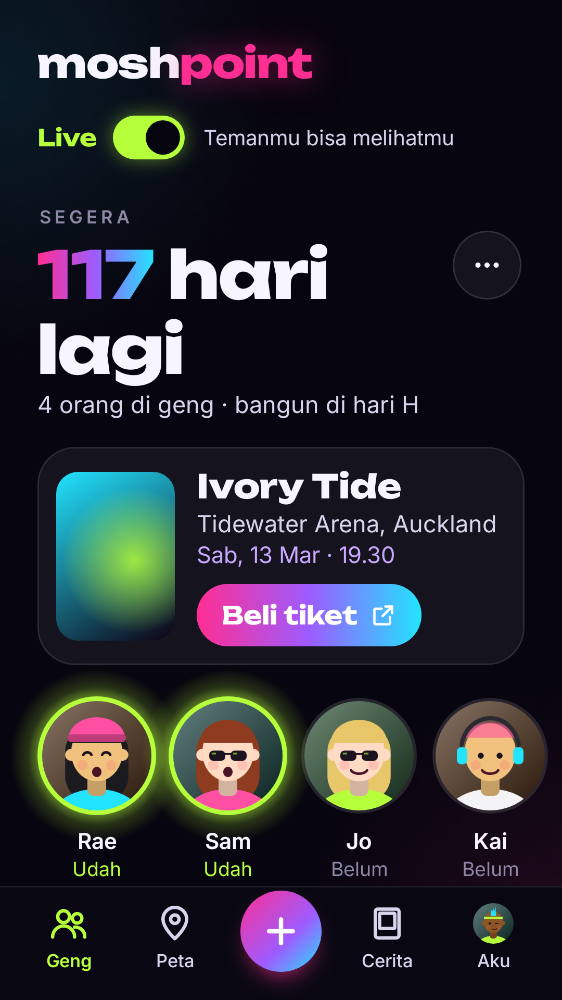 moshpoint
Live
Temanmu bisa melihatmu
SEGERA
117 hari
lagi
4 orang di geng · bangun di hari H
Ivory Tide
Tidewater Arena, Auckland
Sab, 13 Mar · 19.30
Beli tiket
Rae
Sam
Jo
Kai
Udah
Udah
Belum
Belum
Geng
Peta
Cerita
Aku